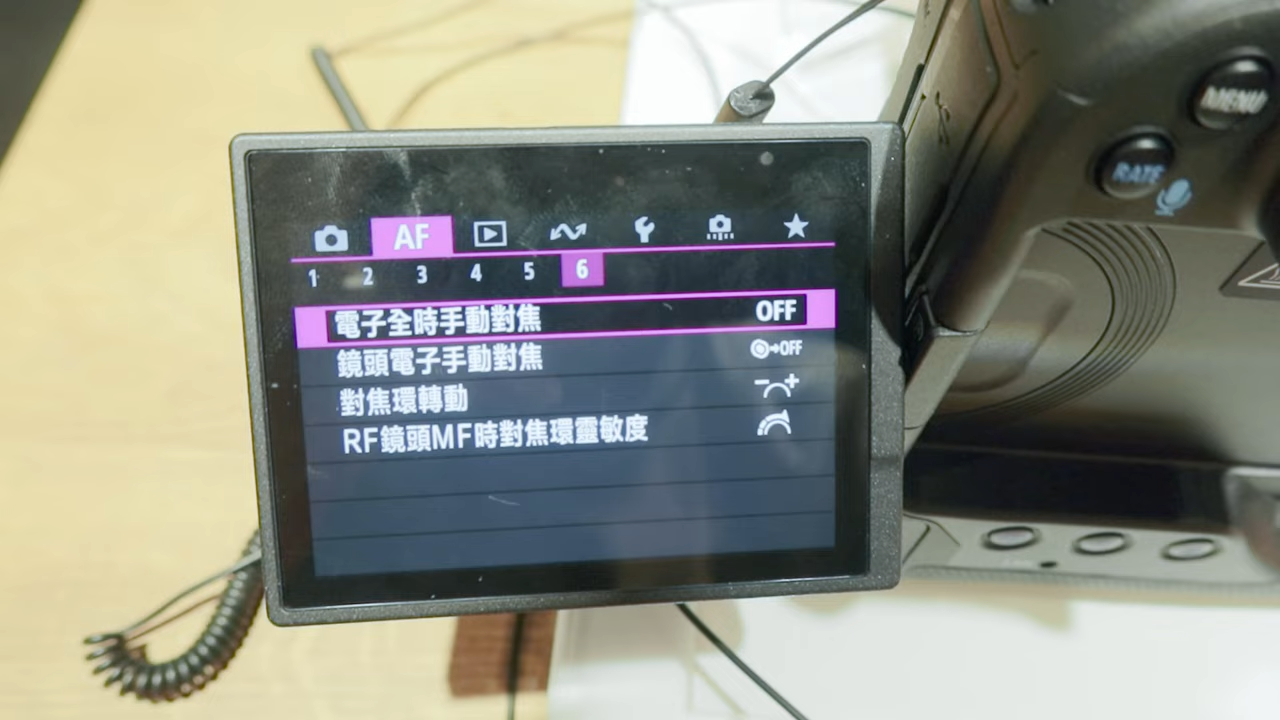 MENU
RATE
AF
1 2 3 4 5 6
電子全時手動對焦 OFF
鏡頭電子手動對焦 OFF
對焦環轉動
RF鏡頭MF時對焦環靈敏度